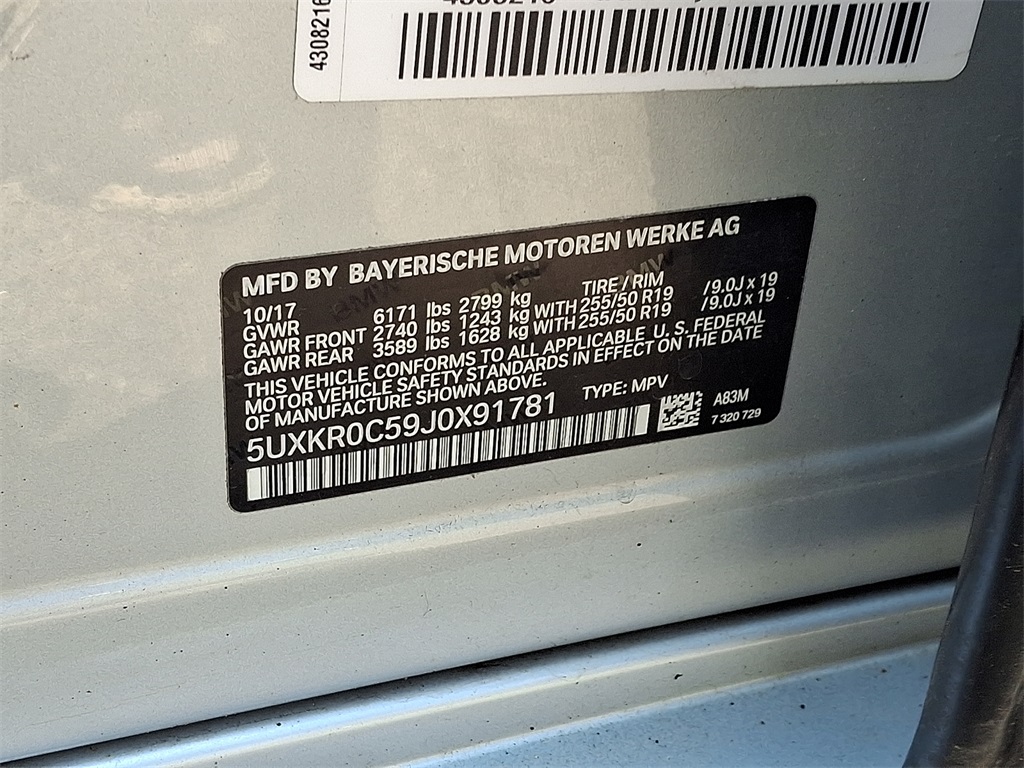 4308216
MFD BY BAYERISCHE MOTOREN WERKE AG
10/17 TIRE / RIM
GVWR 6171 lbs 2799 kg
GAWR FRONT 2740 lbs 1243 kg WITH 255/50 R19 /9.0J x 19
GAWR REAR 3589 lbs 1628 kg WITH 255/50 R19 /9.0J x 19
THIS VEHICLE CONFORMS TO ALL APPLICABLE U. S. FEDERAL
MOTOR VEHICLE SAFETY STANDARDS IN EFFECT ON THE DATE
OF MANUFACTURE SHOWN ABOVE.
TYPE: MPV
5UXKR0C59J0X91781
A83M
7 320 729